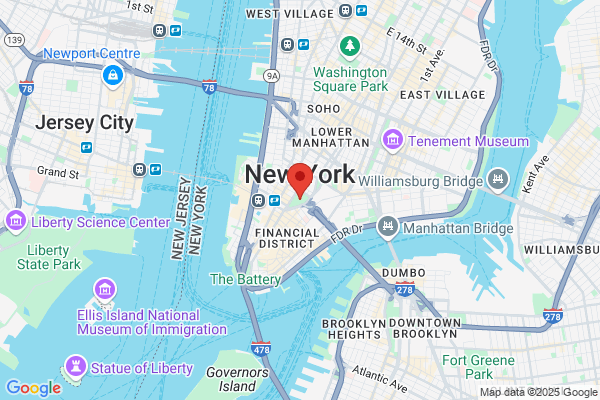 1st St
WEST VILLAGE
E 14th St
FDR Dr
139
Newport Centre
78
9A
78
Washington
Square Park
1st Ave.
EAST VILLAGE
SOHO
Jersey City
LOWER
MANHATTAN
Tenement Museum
Grand St
New York
Williamsburg Bridge
Kent Ave
NEW JERSEY
NEW YORK
Liberty Science Center
FINANCIAL
DISTRICT
FDR Dr
Manhattan Bridge
Liberty
State Park
WILLIAMSBU
The Battery
DUMBO
278
Ellis Island National
Museum of Immigration
278
BROOKLYN
HEIGHTS
DOWNTOWN
BROOKLYN
478
Statue of Liberty
Governors
Island
Fort Greene
Park
Atlantic Ave
Google
Map data ©2025 Google